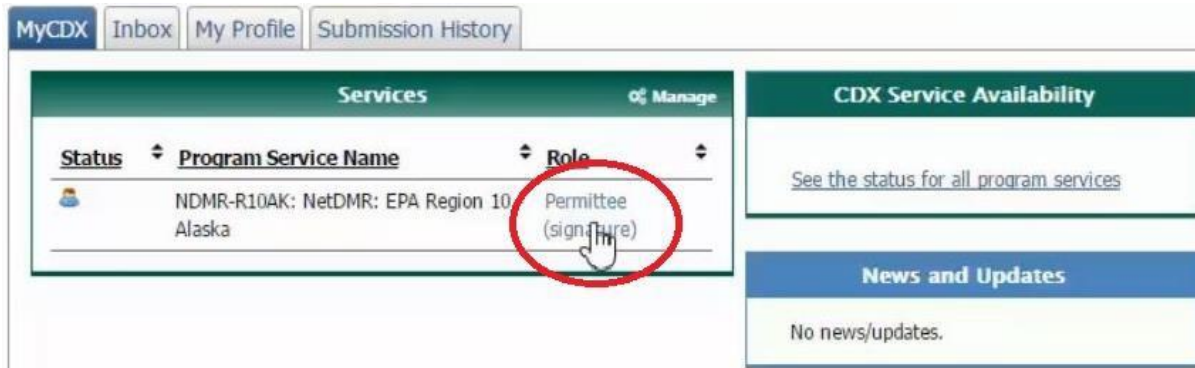 MyCDX Inbox My Profile Submission History
Services Manage
Status Program Service Name Role
NDMR-R10AK: NetDMR: EPA Region 10 Alaska
Permittee
(signature)
CDX Service Availability
See the status for all program services
News and Updates
No news/updates.